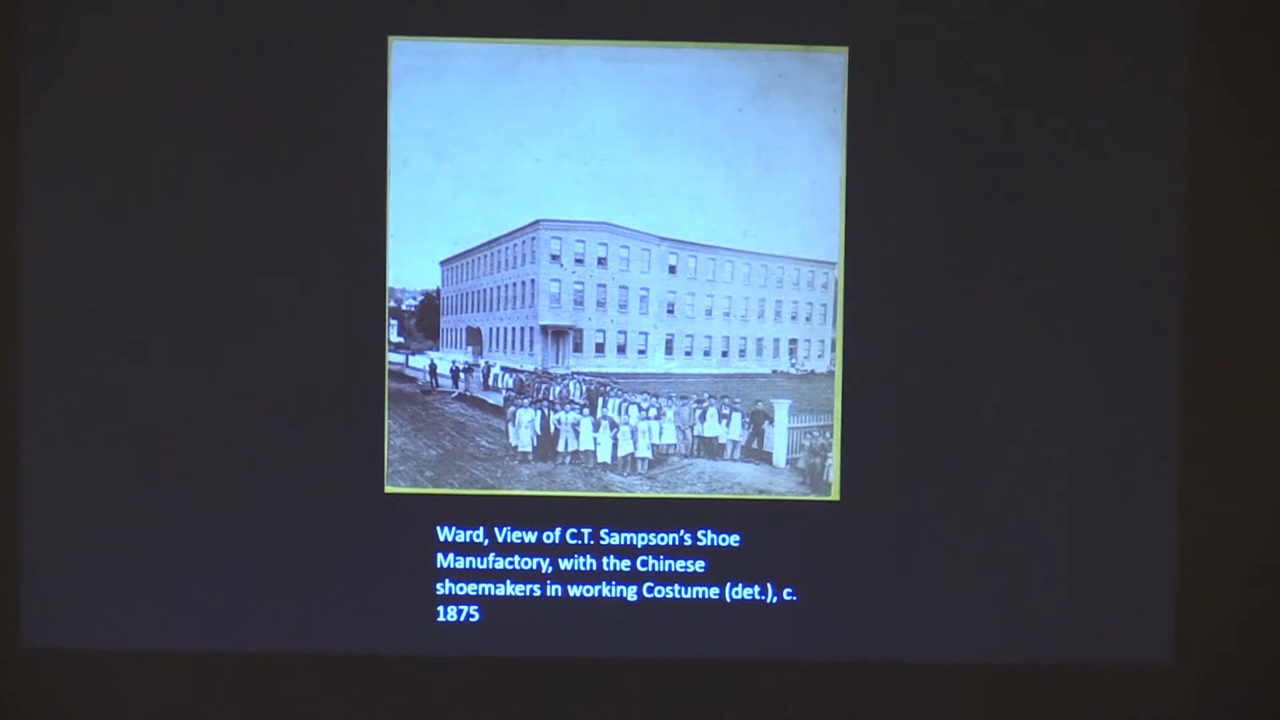 Ward, View of C.T. Sampson's Shoe
Manufactory, with the Chinese
shoemakers in working Costume (det.), c.
1875